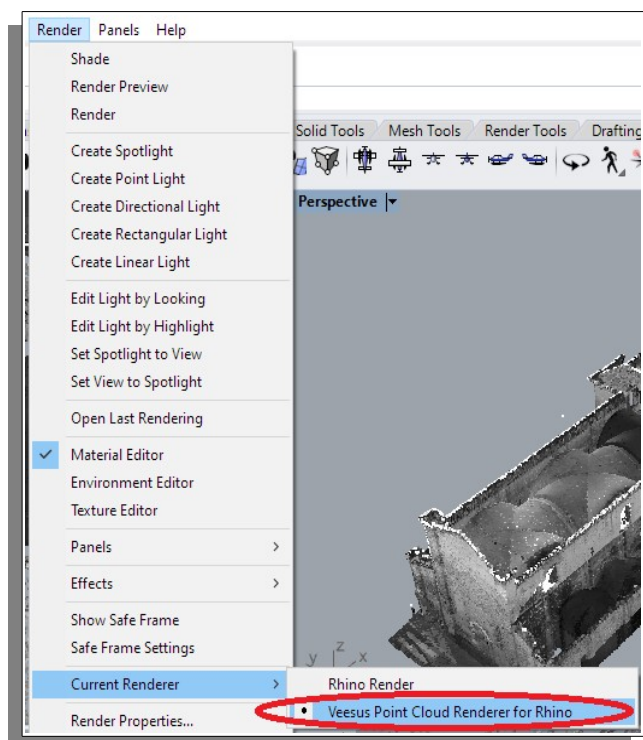 Render Panels Help
Shade
Render Preview
Render
Solid Tools Mesh Tools Render Tools Drafting
Create Spotlight
Create Point Light
Create Directional Light
Create Rectangular Light
Create Linear Light
Perspective
Edit Light by Looking
Edit Light by Highlight
Set Spotlight to View
Set View to Spotlight
Open Last Rendering
Material Editor
Environment Editor
Texture Editor
Panels
Effects
Show Safe Frame
Safe Frame Settings
y z x
Current Renderer
Rhino Render
Veesus Point Cloud Renderer for Rhino
Render Properties...